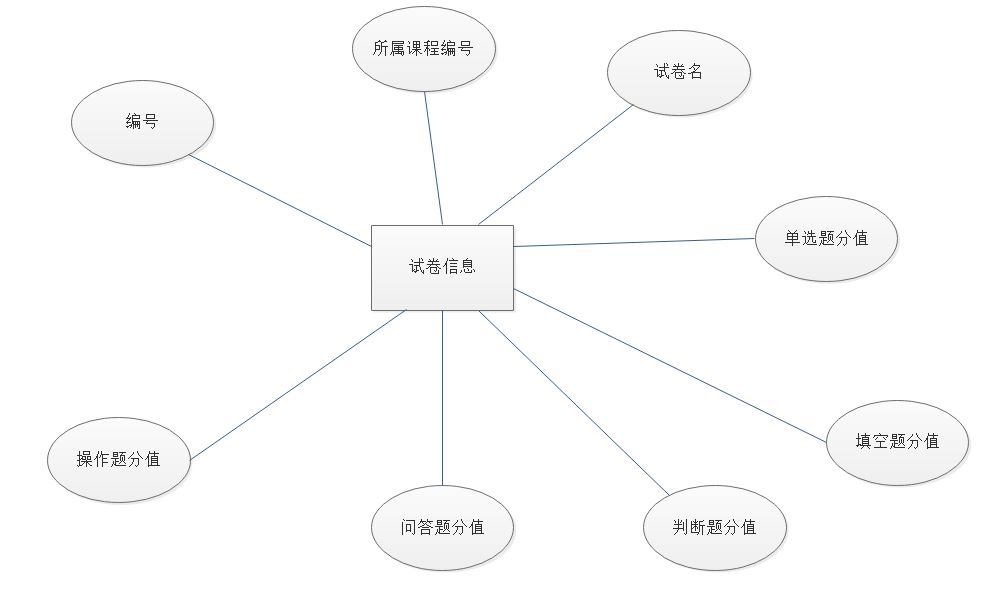 所属课程编号
试卷名
编号
单选题分值
试卷信息
填空题分值
操作题分值
问答题分值
判断题分值